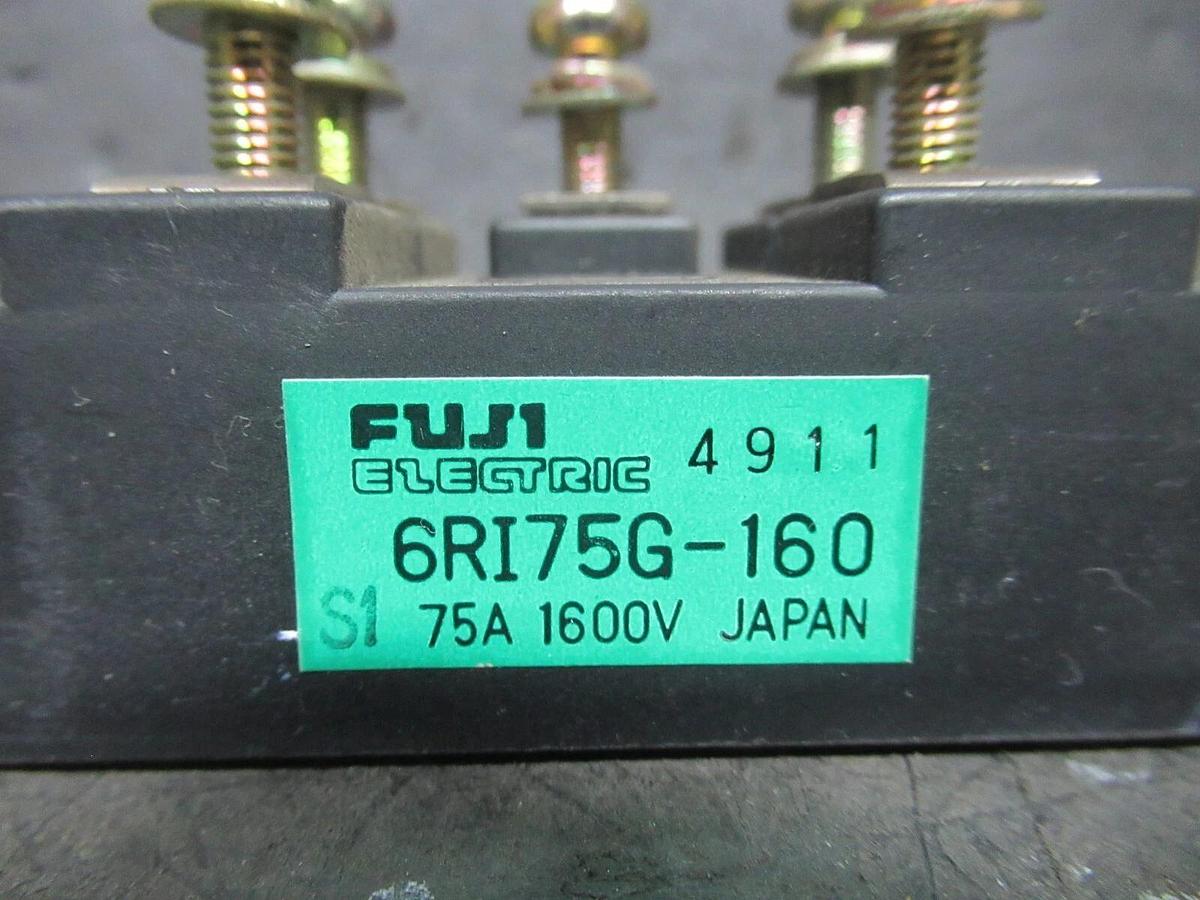 FUJI
ELECTRIC 4911
6RI75G-160
S1 75A 1600V JAPAN